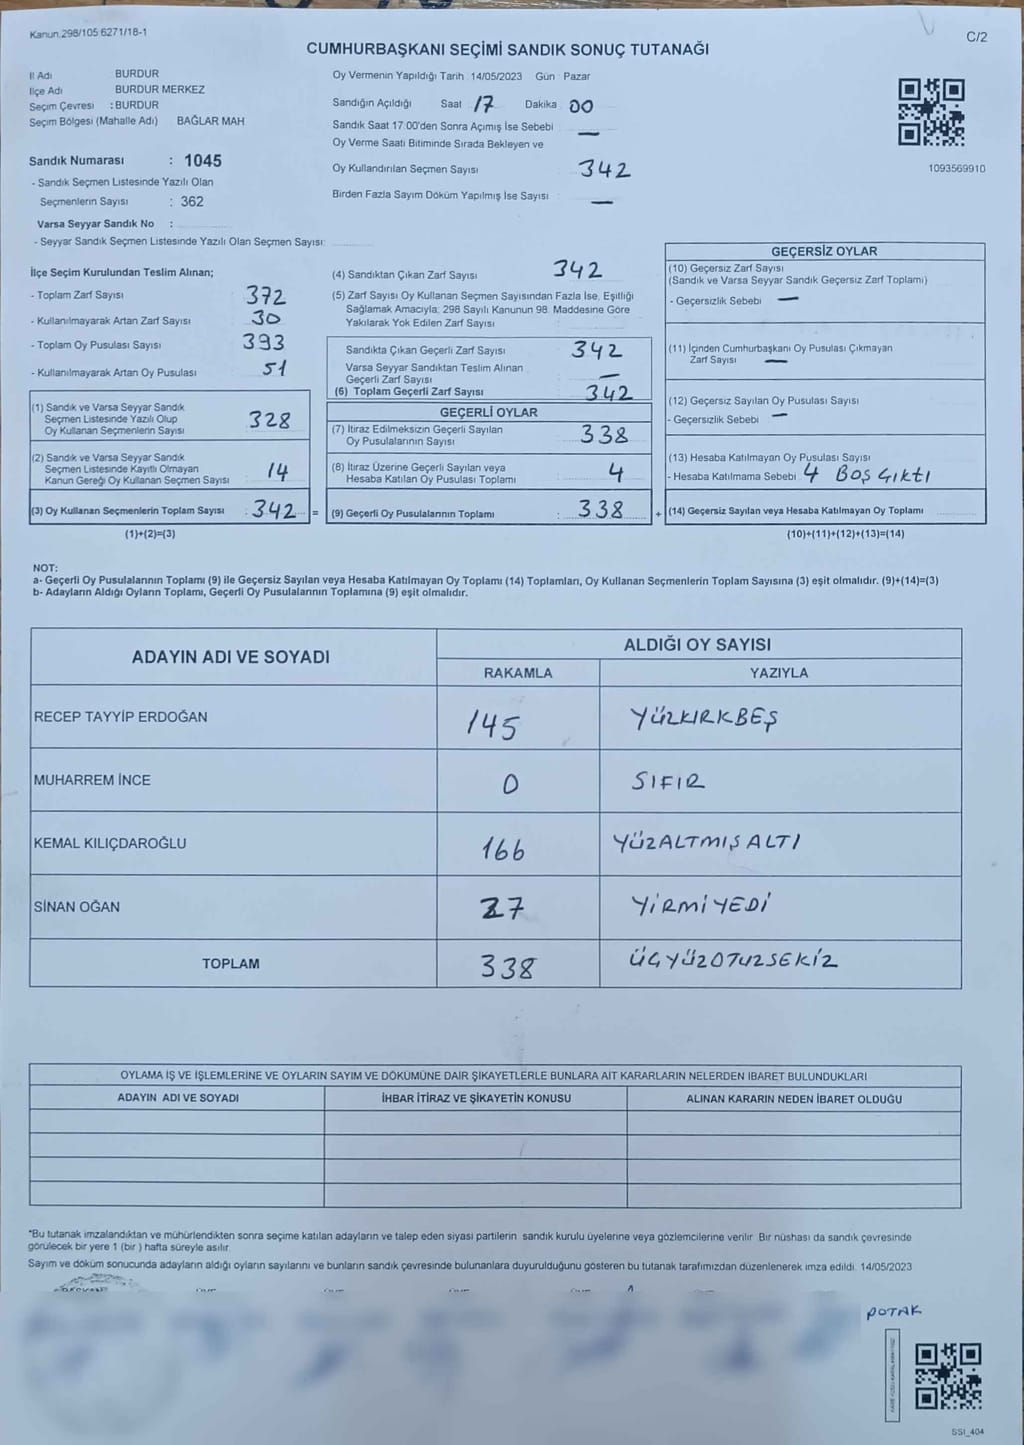 Kanun.298/105 6271/18-1
C/2
CUMHURBAŞKANI SEÇİMİ SANDIK SONUÇ TUTANAĞI
İl Adı BURDUR
İlçe Adı BURDUR MERKEZ
Seçim Çevresi : BURDUR
Seçim Bölgesi (Mahalle Adı) BAĞLAR MAH
Sandık Numarası : 1045
- Sandık Seçmen Listesinde Yazılı Olan
Seçmenlerin Sayısı : 362
Varsa Seyyar Sandık No :
- Seyyar Sandık Seçmen Listesinde Yazılı Olan Seçmen Sayısı:
Oy Vermenin Yapıldığı Tarih 14/05/2023 Gün Pazar
Sandığın Açıldığı Saat 17 Dakika 00
Sandık Saat 17:00'den Sonra Açımış İse Sebebi —
Oy Verme Saati Bitiminde Sırada Bekleyen ve
Oy Kullandırılan Seçmen Sayısı 342
Birden Fazla Sayım Döküm Yapılmış İse Sayısı —
1093569910
İlçe Seçim Kurulundan Teslim Alınan;
- Toplam Zarf Sayısı 372
- Kullanılmayarak Artan Zarf Sayısı 30
- Toplam Oy Pusulası Sayısı 393
- Kullanılmayarak Artan Oy Pusulası 51
(1) Sandık ve Varsa Seyyar Sandık
Seçmen Listesinde Yazılı Olup
Oy Kullanan Seçmenlerin Sayısı 328
(2) Sandık ve Varsa Seyyar Sandık
Seçmen Listesinde Kayıtlı Olmayan
Kanun Gereği Oy Kullanan Seçmen Sayısı 14
(3) Oy Kullanan Seçmenlerin Toplam Sayısı : 342 =
(1)+(2)=(3)
(4) Sandıktan Çıkan Zarf Sayısı 342
(5) Zarf Sayısı Oy Kullanan Seçmen Sayısından Fazla İse, Eşitliği
Sağlamak Amacıyla; 298 Sayılı Kanunun 98. Maddesine Göre
Yakılarak Yok Edilen Zarf Sayısı
Sandıkta Çıkan Geçerli Zarf Sayısı 342
Varsa Seyyar Sandıktan Teslim Alınan
Geçerli Zarf Sayısı —
(6) Toplam Geçerli Zarf Sayısı 342
GEÇERLİ OYLAR
(7) İtiraz Edilmeksizin Geçerli Sayılan
Oy Pusulalarının Sayısı 338
(8) İtiraz Üzerine Geçerli Sayılan veya
Hesaba Katılan Oy Pusulası Toplamı 4
(9) Geçerli Oy Pusulalarının Toplamı : 338 +
GEÇERSİZ OYLAR
(10) Geçersiz Zarf Sayısı
(Sandık ve Varsa Seyyar Sandık Geçersiz Zarf Toplamı)
- Geçersizlik Sebebi —
(11) İçinden Cumhurbaşkanı Oy Pusulası Çıkmayan
Zarf Sayısı —
(12) Geçersiz Sayılan Oy Pusulası Sayısı
- Geçersizlik Sebebi —
(13) Hesaba Katılmayan Oy Pusulası Sayısı
- Hesaba Katılmama Sebebi 4 BOŞ ÇIKTI
(14) Geçersiz Sayılan veya Hesaba Katılmayan Oy Toplamı
(10)+(11)+(12)+(13)=(14)
NOT:
a- Geçerli Oy Pusulalarının Toplamı (9) ile Geçersiz Sayılan veya Hesaba Katılmayan Oy Toplamı (14) Toplamları, Oy Kullanan Seçmenlerin Toplam Sayısına (3) eşit olmalıdır. (9)+(14)=(3)
b- Adayların Aldığı Oyların Toplamı, Geçerli Oy Pusulalarının Toplamına (9) eşit olmalıdır.
ADAYIN ADI VE SOYADI
ALDIĞI OY SAYISI
RAKAMLA YAZIYLA
RECEP TAYYİP ERDOĞAN 145 YÜZKIRKBEŞ
MUHARREM İNCE 0 SIFIR
KEMAL KILIÇDAROĞLU 166 YÜZALTMIŞALTI
SİNAN OĞAN 27 YİRMİYEDİ
TOPLAM 338 ÜÇYÜZOTUZSEKİZ
OYLAMA İŞ VE İŞLEMLERİNE VE OYLARIN SAYIM VE DÖKÜMÜNE DAİR ŞİKAYETLERLE BUNLARA AİT KARARLARIN NELERDEN İBARET BULUNDUKLARI
ADAYIN ADI VE SOYADI İHBAR İTİRAZ VE ŞİKAYETİN KONUSU ALINAN KARARIN NEDEN İBARET OLDUĞU
*Bu tutanak imzalandıktan ve mühürlendikten sonra seçime katılan adayların ve talep eden siyasi partilerin sandık kurulu üyelerine veya gözlemcilerine verilir. Bir nüshası da sandık çevresinde
görülecek bir yere 1 (bir ) hafta süreyle asılır.
Sayım ve döküm sonucunda adayların aldığı oyların sayılarını ve bunların sandık çevresinde bulunanlara duyurulduğunu gösteren bu tutanak tarafımızdan düzenlenerek imza edildi. 14/05/2023
POTAK
SSI_404